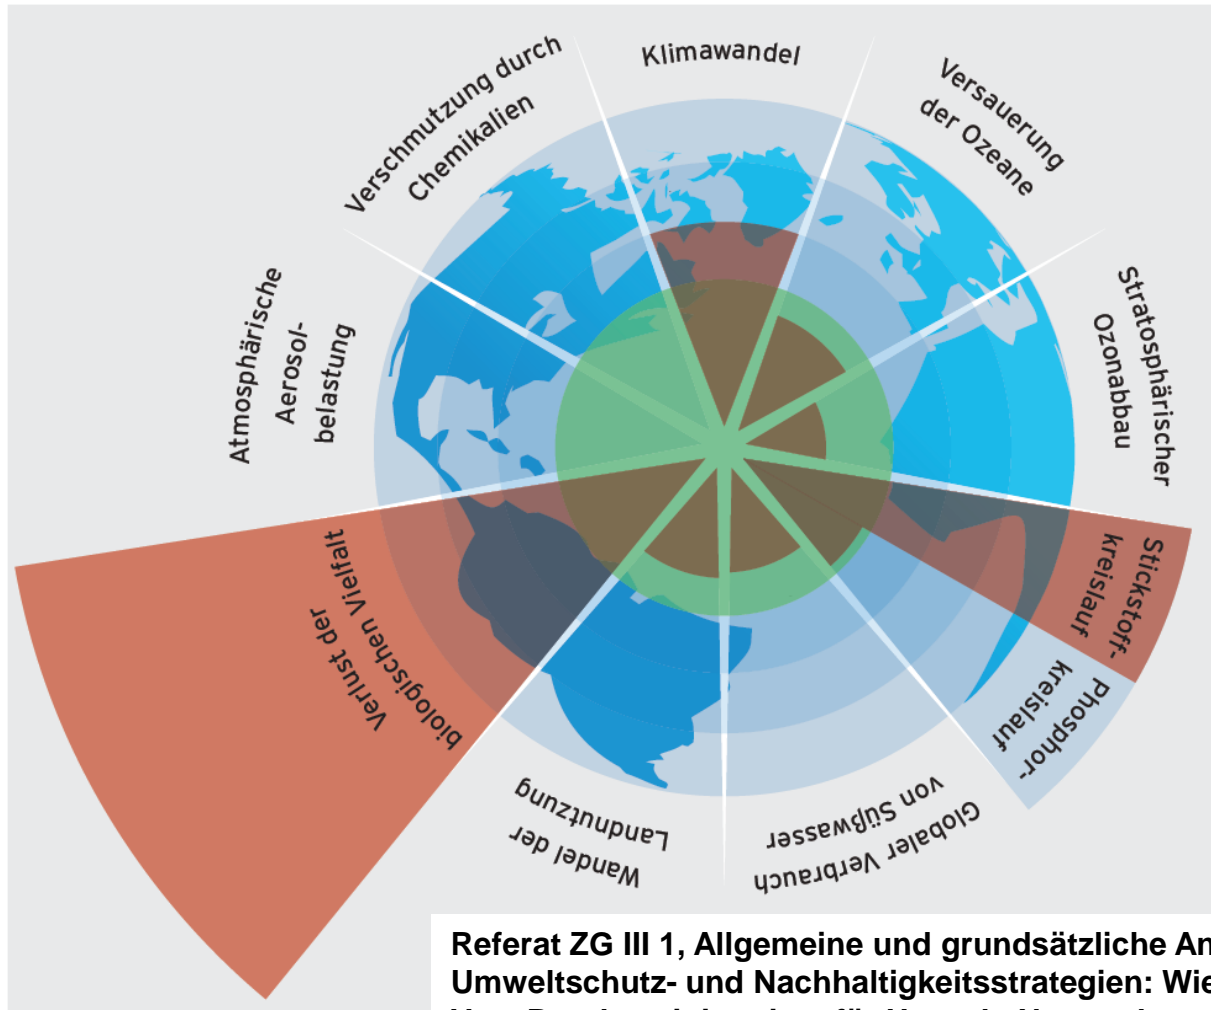 Klimawandel
Versauerung
der Ozeane
Stratosphärischer
Ozonabbau
Stickstoff-
kreislauf
Phosphor-
kreislauf
Globaler Verbrauch
von Süßwasser
Wandel der
Landnutzung
Verlust der
biologischen Vielfalt
Atmosphärische
Aerosol-
belastung
Verschmutzung durch
Chemikalien
Referat ZG III 1, Allgemeine und grundsätzliche An
Umweltschutz- und Nachhaltigkeitsstrategien: Wie